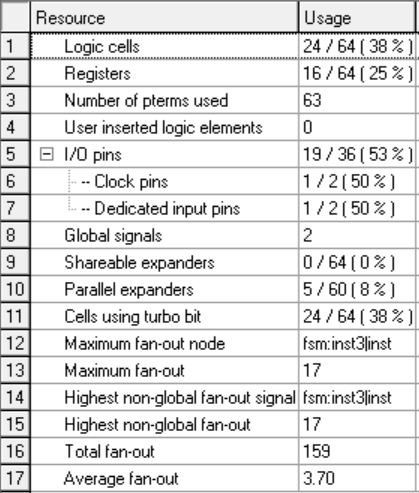 Resource Usage
1 Logic cells 24 / 64 ( 38 % )
2 Registers 16 / 64 ( 25 % )
3 Number of pterms used 63
4 User inserted logic elements 0
5 I/O pins 19 / 36 ( 53 % )
6 -- Clock pins 1 / 2 ( 50 % )
7 -- Dedicated input pins 1 / 2 ( 50 % )
8 Global signals 2
9 Shareable expanders 0 / 64 ( 0 % )
10 Parallel expanders 5 / 60 ( 8 % )
11 Cells using turbo bit 24 / 64 ( 38 % )
12 Maximum fan-out node fsm:inst3|inst
13 Maximum fan-out 17
14 Highest non-global fan-out signal fsm:inst3|inst
15 Highest non-global fan-out 17
16 Total fan-out 159
17 Average fan-out 3.70